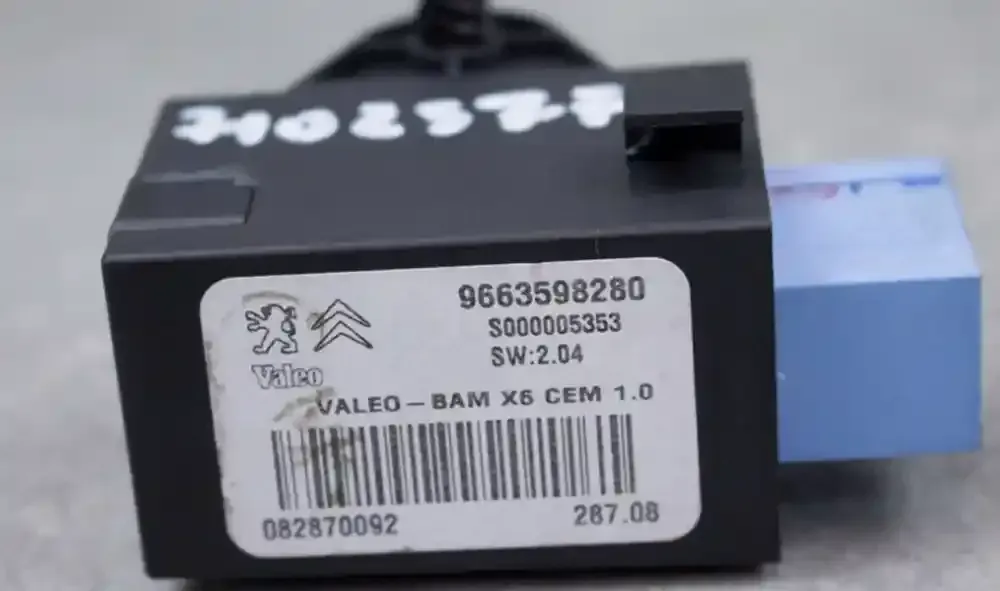 9663598280
S000005353
SW:2.04
Valeo
VALEO-BAM X6 CEM 1.0
082870092
287.08